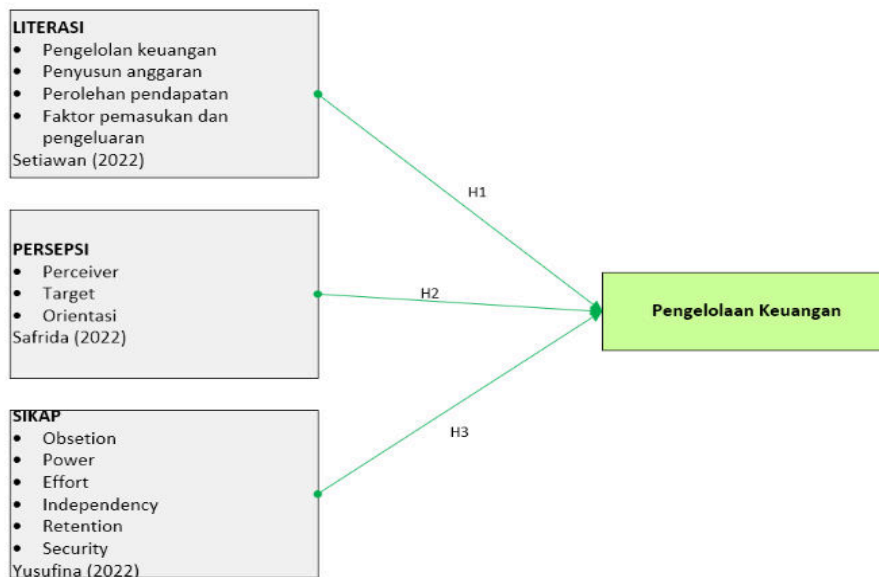 LITERASI
• Pengelolan keuangan
• Penyusun anggaran
• Perolehan pendapatan
• Faktor pemasukan dan
pengeluaran
Setiawan (2022)
H1
PERSEPSI
• Perceiver
• Target
• Orientasi
Safrida (2022)
H2
Pengelolaan Keuangan
SIKAP
• Obsetion
• Power
• Effort
• Independency
• Retention
• Security
Yusufina (2022)
H3